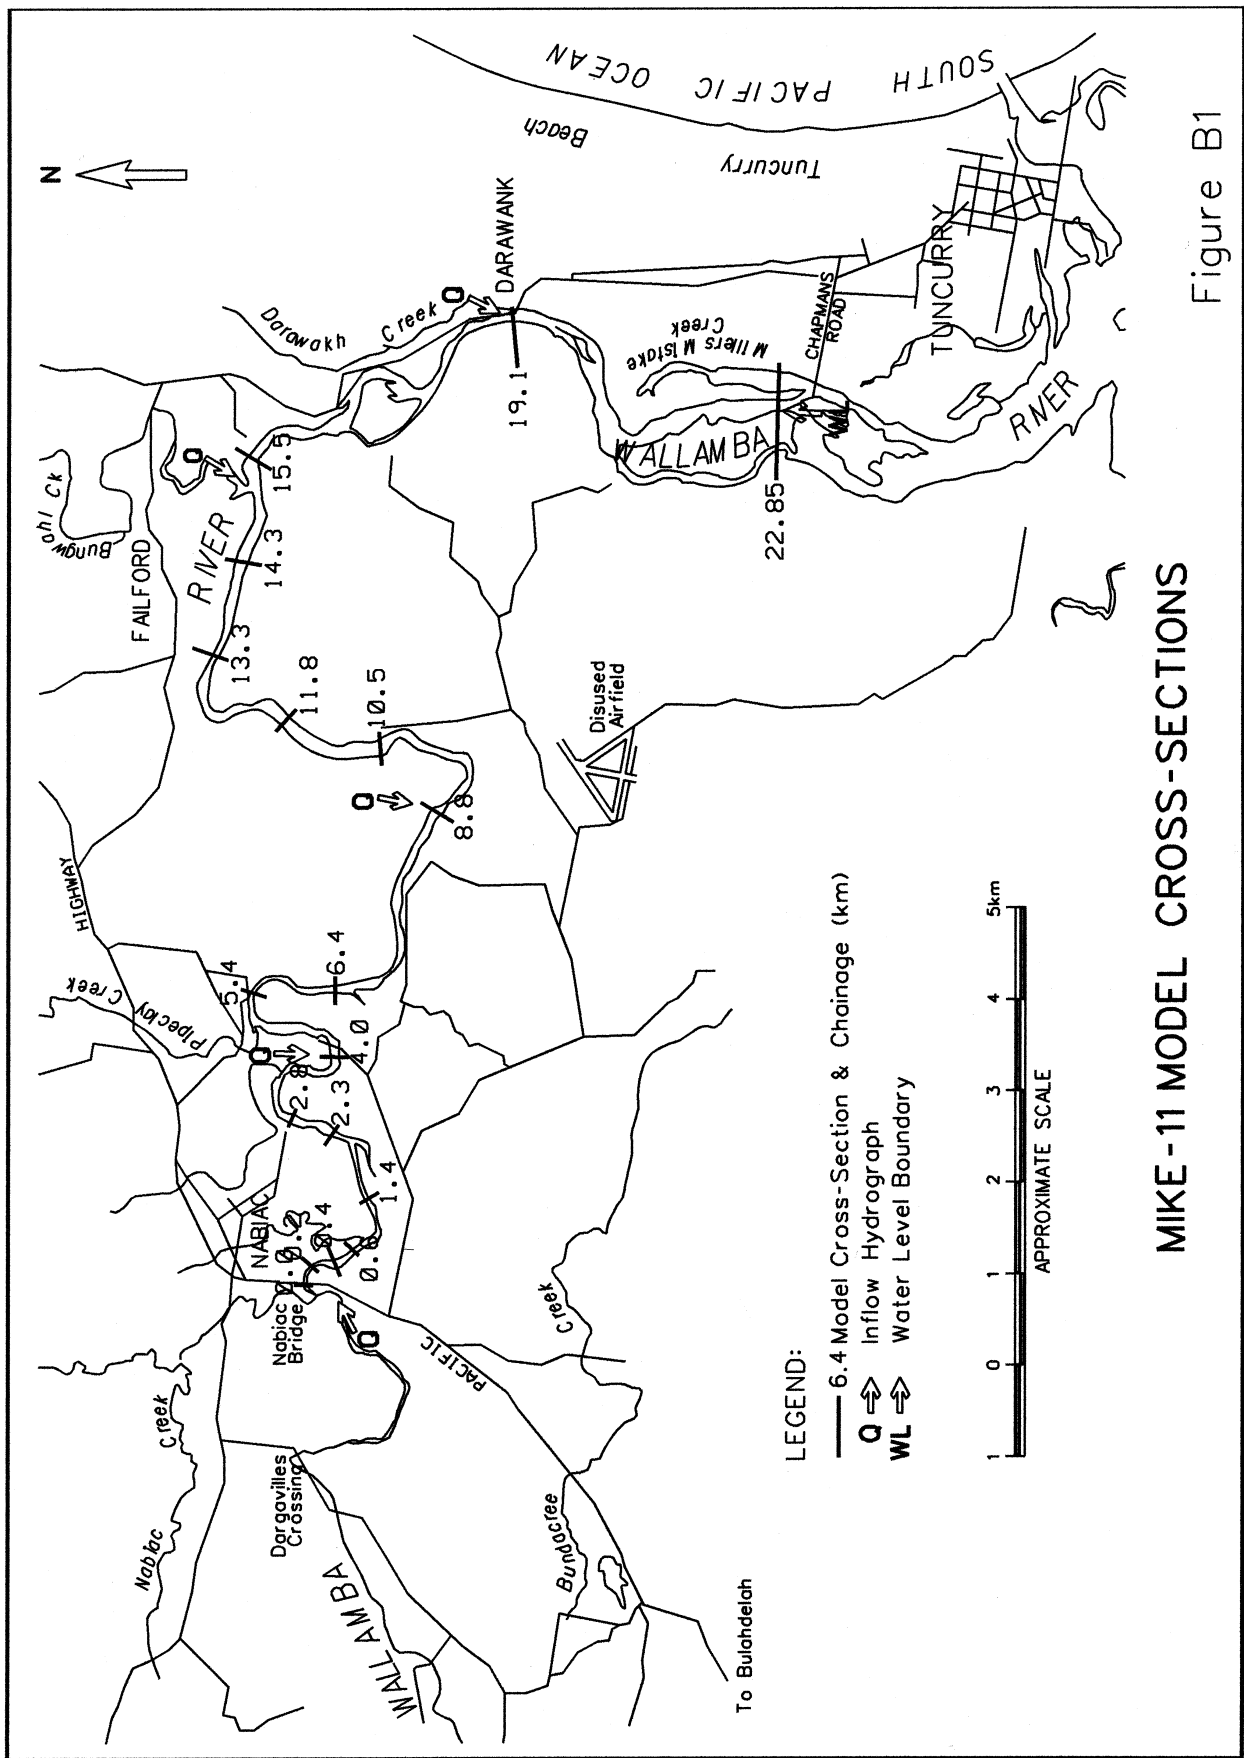 N
SOUTH PACIFIC OCEAN
Tuncurry Beach
HIGHWAY
Bungwahl Ck
FAILFORD
RIVER
Darawakh Creek
DARAWANK
Pipeclay Creek
NABIAC
Nabiac Bridge
Nabiac Creek
Dargavilles Crossing
WALLAMBA
PACIFIC
Bundacree Creek
To Bulahdelah
Disused
Airfield
Millers Mistake
Creek
CHAPMANS
ROAD
TUNCURRY
WALLAMBA
RIVER
Q
Q
Q
Q
Q
WL
0.0
0.2
0.4
0.6
1.4
2.3
2.8
4.0
5.4
6.4
8.8
10.5
11.8
13.3
14.3
15.5
19.1
22.85
LEGEND:
6.4 Model Cross-Section & Chainage (km)
Q Inflow Hydrograph
WL Water Level Boundary
1 0 1 2 3 4 5km
APPROXIMATE SCALE
MIKE-11 MODEL CROSS-SECTIONS
Figure B1